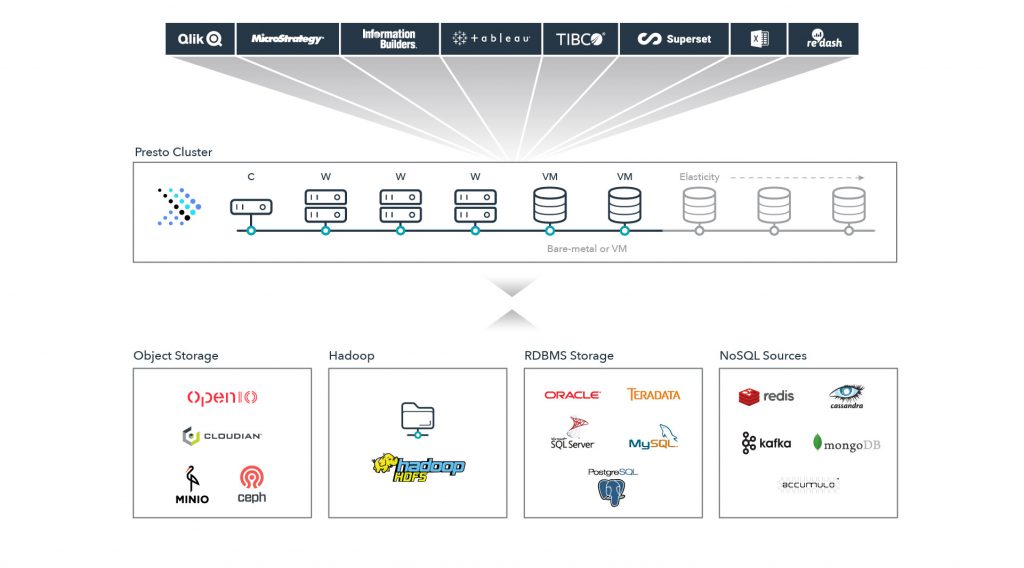 Qlik
MicroStrategy
Information
Builders.
+ableau
TIBCO
Superset
re:dash
Presto Cluster
C
W
W
W
VM
VM
Elasticity
Bare-metal or VM
Object Storage
Hadoop
RDBMS Storage
NoSQL Sources
OpenIO
CLOUDIAN
MINIO
ceph
hadoop
HDFS
ORACLE
TERADATA
Microsoft
SQL Server
MySQL
PostgreSQL
redis
cassandra
kafka
mongoDB
accumulo